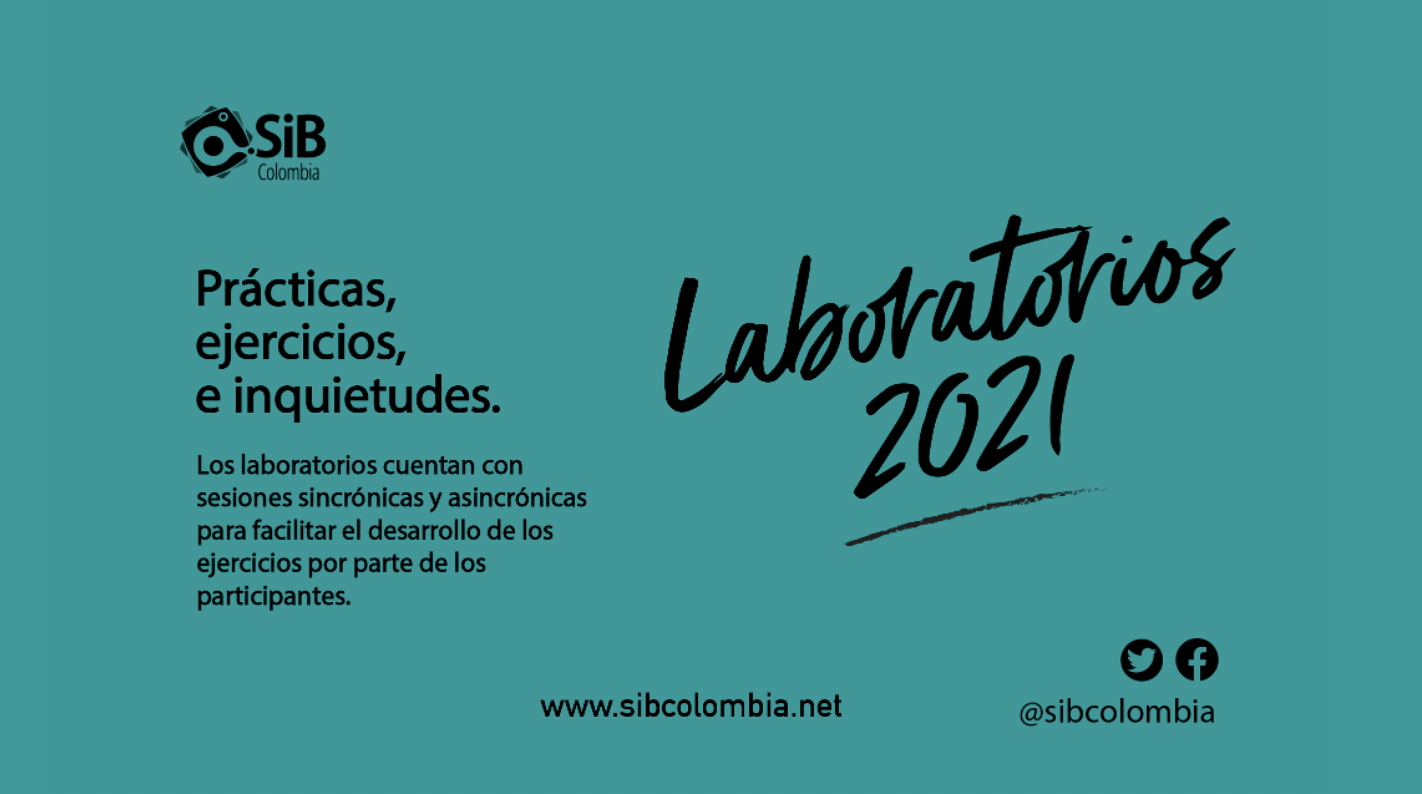 SiB
Colombia
Prácticas,
ejercicios,
e inquietudes.
Los laboratorios cuentan con
sesiones sincrónicas y asincrónicas
para facilitar el desarrollo de los
ejercicios por parte de los
participantes.
Laboratorios
2021
www.sibcolombia.net
@sibcolombia